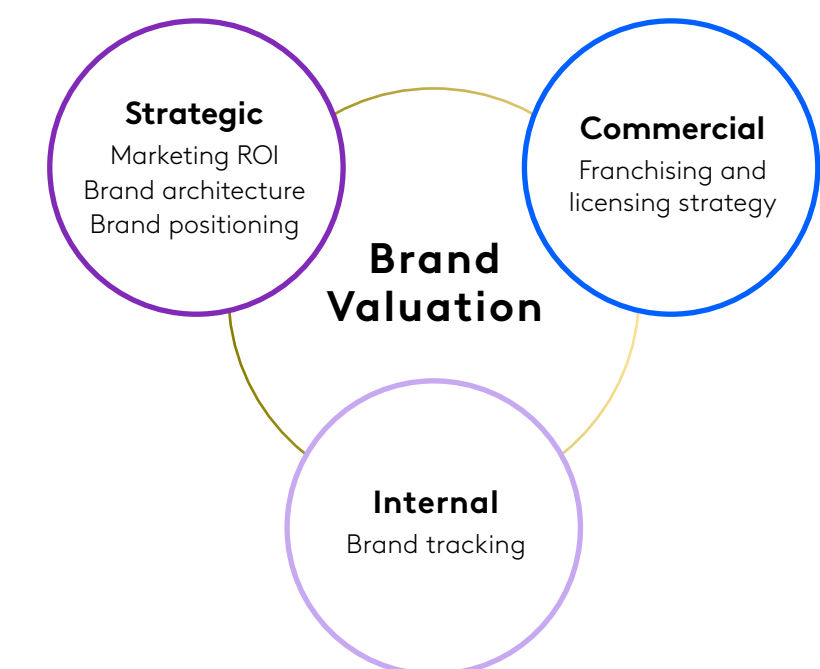 Strategic
Marketing ROI
Brand architecture
Brand positioning
Commercial
Franchising and
licensing strategy
Brand
Valuation
Internal
Brand tracking